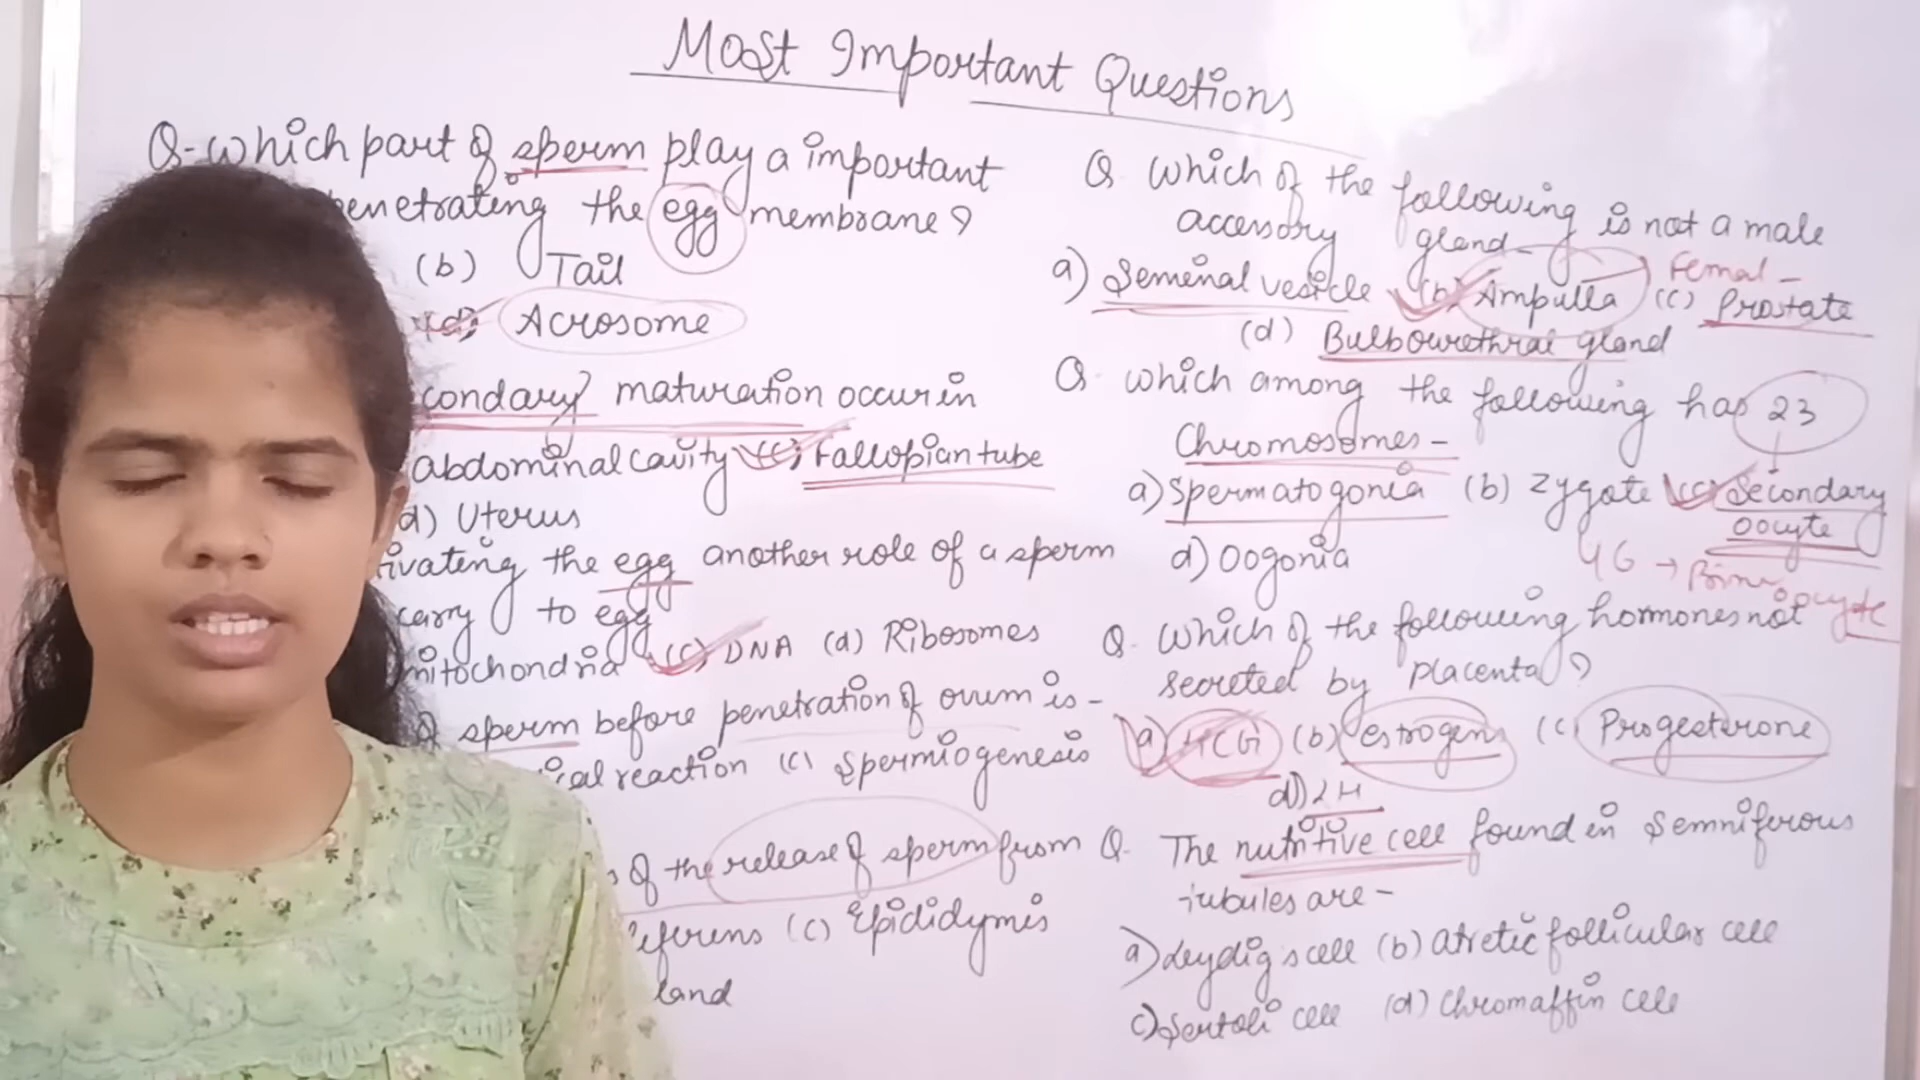 Most Important Questions
Q-which part of sperm play a important
penetrating the egg membrane?
(b) Tail
(d) Acrosome
condary maturation occur in
abdominal cavity (c) Fallopian tube
d) Uterus
ivating the egg another role of a sperm
carry to egg
mitochondria (c) DNA (d) Ribosomes
of sperm before penetration of ovum is-
ical reaction (c) Spermiogenesis
of the release of sperm from
eferens (c) Epididymis
land
Q. Which of the following is not a male
accessory gland-
a) Seminal vesicle (b) Ampulla (c) Prostate
Femal-
(d) Bulbourethral gland
Q. which among the following has 23
Chromosomes-
a) Spermatogonia (b) Zygote (c) Secondary
oocyte
d) Oogonia
46 → oocyte
Q. Which of the following hormones not
secreted by placenta?
a) HCG (b) estrogen (c) Progesterone
d) LH
Q. The nutritive cell found in Semniferous
tubules are-
a) leydig's cell (b) atretic follicular cell
c) Sertoli cell (d) Chromaffin cell